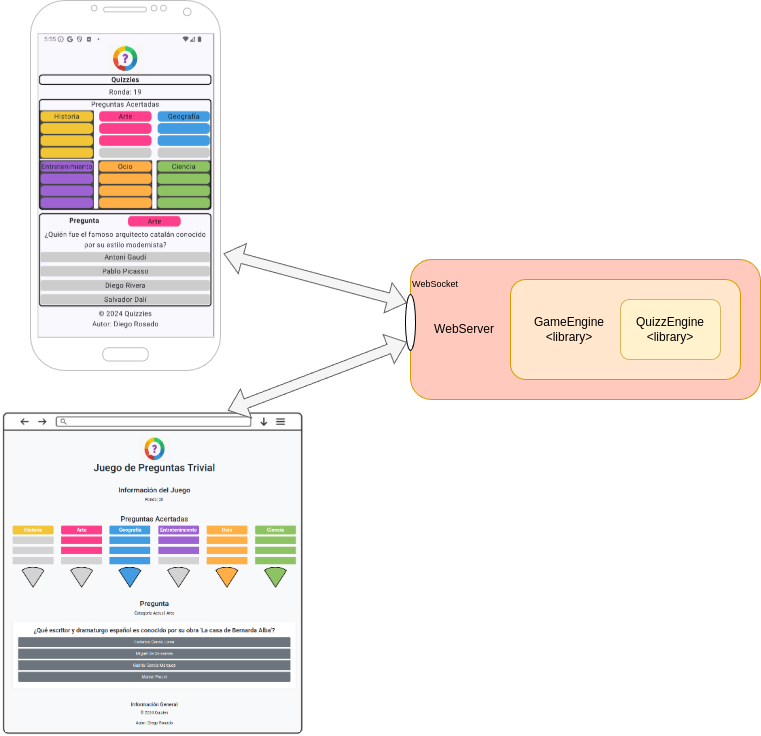 5:55
Quizzies
Ronda: 19
Preguntas Acertadas
Historia
Arte
Geografía
Entretenimiento
Ocio
Ciencia
Pregunta
Arte
¿Quién fue el famoso arquitecto catalán conocido
por su estilo modernista?
Antoni Gaudí
Pablo Picasso
Diego Rivera
Salvador Dalí
© 2024 Quizzies
Autor: Diego Rosado
WebSocket
WebServer
GameEngine
<library>
QuizzEngine
<library>
Juego de Preguntas Trivial
Información del Juego
Preguntas Acertadas
Historia
Arte
Geografía
Entretenimiento
Ocio
Ciencia
Pregunta
Categoría Actual: Arte
¿Qué escritor y dramaturgo español es conocido por su obra 'La casa de Bernarda Alba'?
Federico García Lorca
Miguel de Cervantes
Gabriel García Márquez
Marcel Proust
Información General
© 2024 Quizzies
Autor: Diego Rosado